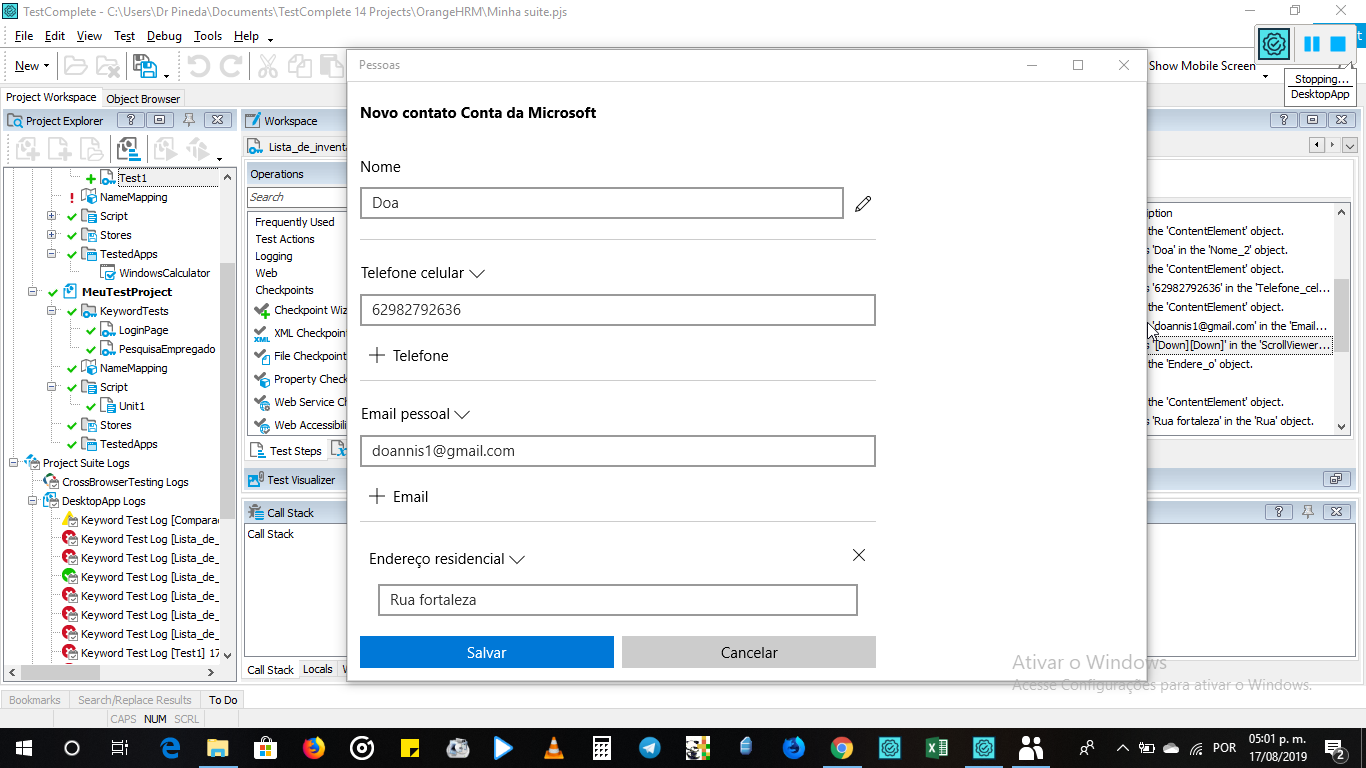 TestComplete - C:\Users\Dr Pineda\Documents\TestComplete 14 Projects\OrangeHRM\Minha suite.pjs
File Edit View Test Debug Tools Help
New
Show Mobile Screen
Stopping...
DesktopApp
Project Workspace Object Browser
Project Explorer
Workspace
Lista_de_invent
Operations
Search
Frequently Used
Test Actions
Logging
Web
Checkpoints
Checkpoint Wiz
XML Checkpoin
File Checkpoint
Property Check
Web Service Ch
Web Accessibili
Test Steps
Test Visualizer
Call Stack
Call Stack
Call Stack Locals
Test1
NameMapping
Script
Stores
TestedApps
WindowsCalculator
MeuTestProject
KeywordTests
LoginPage
PesquisaEmpregado
NameMapping
Script
Unit1
Stores
TestedApps
Project Suite Logs
CrossBrowserTesting Logs
DesktopApp Logs
Keyword Test Log [Compara
Keyword Test Log [Lista_de_
Keyword Test Log [Lista_de_
Keyword Test Log [Lista_de_
Keyword Test Log [Lista_de_
Keyword Test Log [Lista_de_
Keyword Test Log [Lista_de_
Keyword Test Log [Test1] 17
Pessoas
Novo contato Conta da Microsoft
Nome
Doa
Telefone celular
62982792636
Telefone
Email pessoal
doannis1@gmail.com
Email
Endereço residencial
Rua fortaleza
Salvar Cancelar
iption
the 'ContentElement' object.
s 'Doa' in the 'Nome_2' object.
the 'ContentElement' object.
s '62982792636' in the 'Telefone_cel...
the 'ContentElement' object.
'doannis1@gmail.com' in the 'Email...
s '[Down][Down]' in the 'ScrollViewer...
the 'Endere_o' object.
the 'ContentElement' object.
s 'Rua fortaleza' in the 'Rua' object.
Ativar o Windows
Acesse Configurações para ativar o Windows.
Bookmarks Search/Replace Results To Do
CAPS NUM SCRL
POR
05:01 p. m.
17/08/2019
2